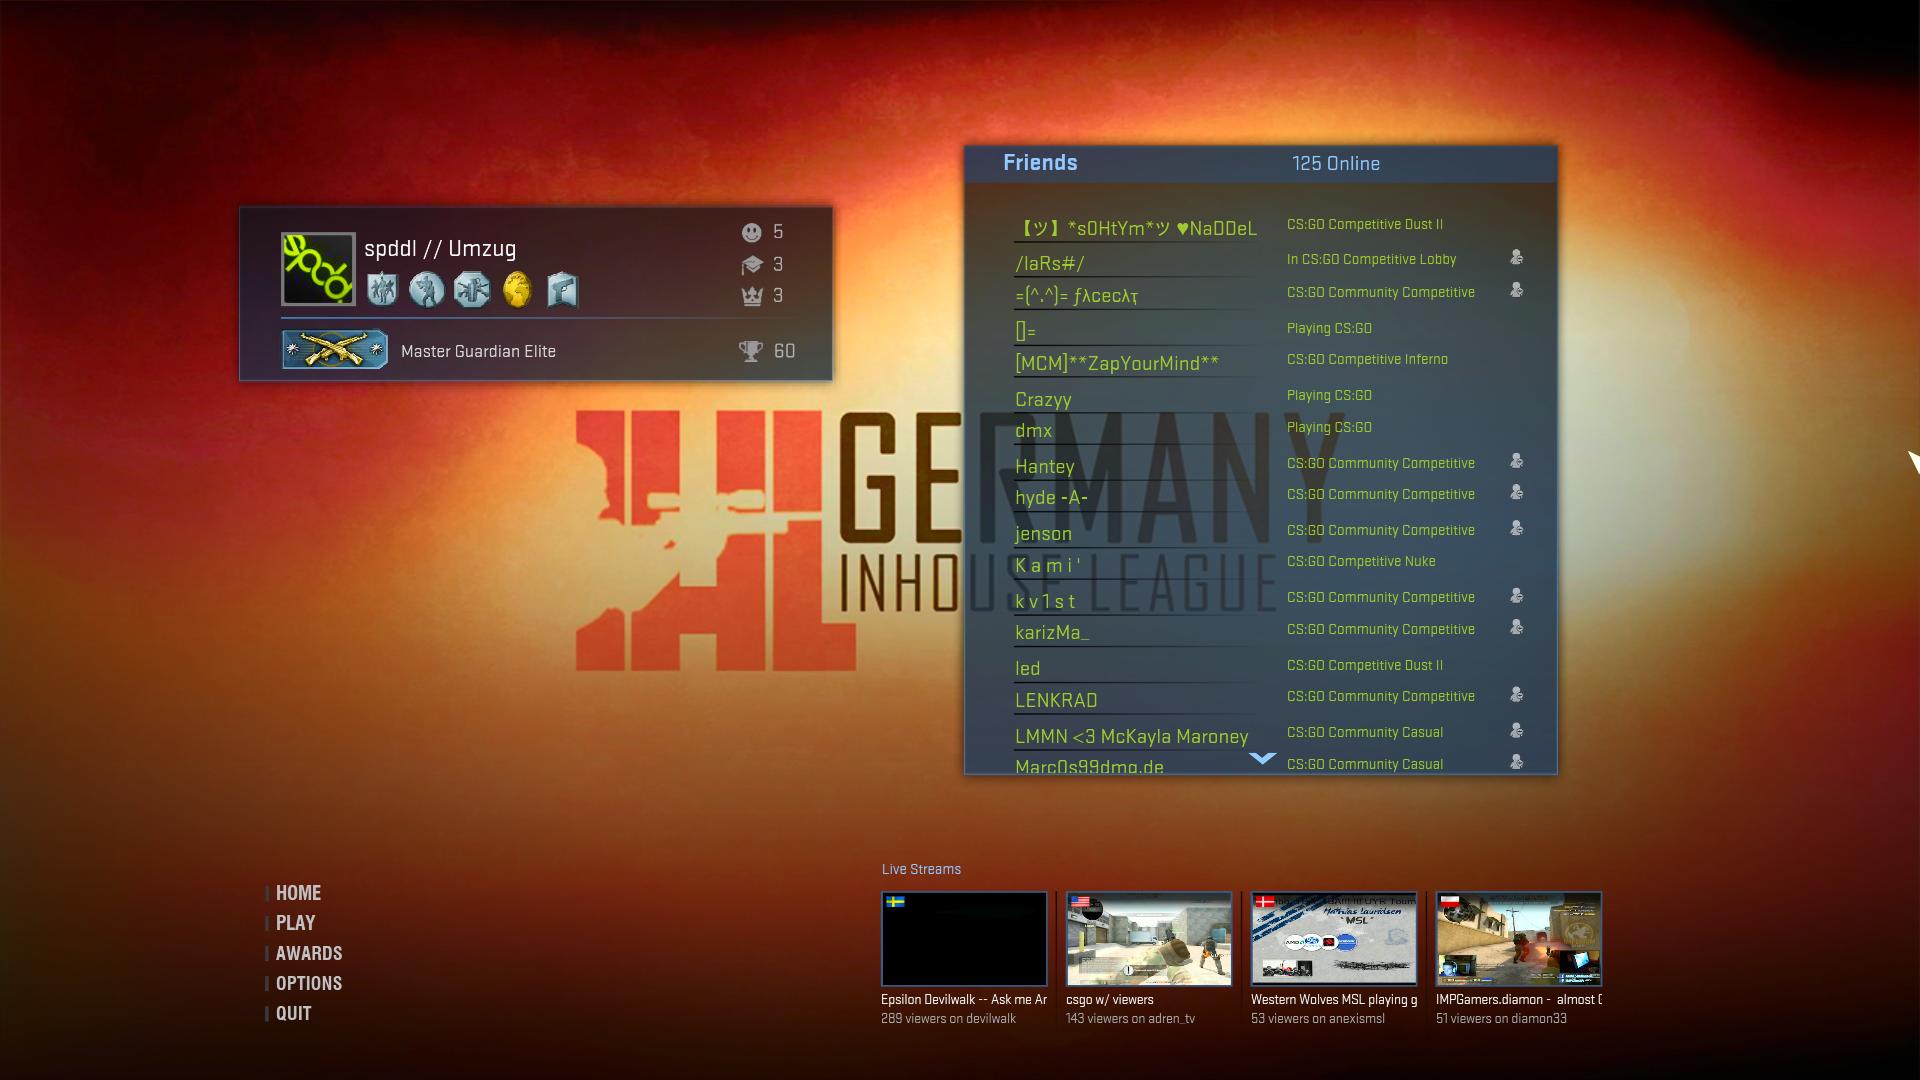 Friends 125 Online
spddl // Umzug
5
3
3
Master Guardian Elite 60
【ツ】*s0HtYm*ツ ♥NaDDeL CS:GO Competitive Dust II
/laRs#/ In CS:GO Competitive Lobby
=(^.^)= ƒλcecλτ CS:GO Community Competitive
[]= Playing CS:GO
[MCM]**ZapYourMind** CS:GO Competitive Inferno
Crazyy Playing CS:GO
dmx Playing CS:GO
Hantey CS:GO Community Competitive
hyde -A- CS:GO Community Competitive
jenson CS:GO Community Competitive
K a m i ' CS:GO Competitive Nuke
k v 1 s t CS:GO Community Competitive
karizMa_ CS:GO Community Competitive
led CS:GO Competitive Dust II
LENKRAD CS:GO Community Competitive
LMMN <3 McKayla Maroney CS:GO Community Casual
Marc0s99dmg.de CS:GO Community Casual
IHL GERMANY
INHOUSE LEAGUE
HOME
PLAY
AWARDS
OPTIONS
QUIT
Live Streams
Mathias Lauridsen
"MSL"
Epsilon Devilwalk -- Ask me Ar
289 viewers on devilwalk
csgo w/ viewers
143 viewers on adren_tv
Western Wolves MSL playing g
53 viewers on anexismsl
IMPGamers.diamon - almost
51 viewers on diamon33